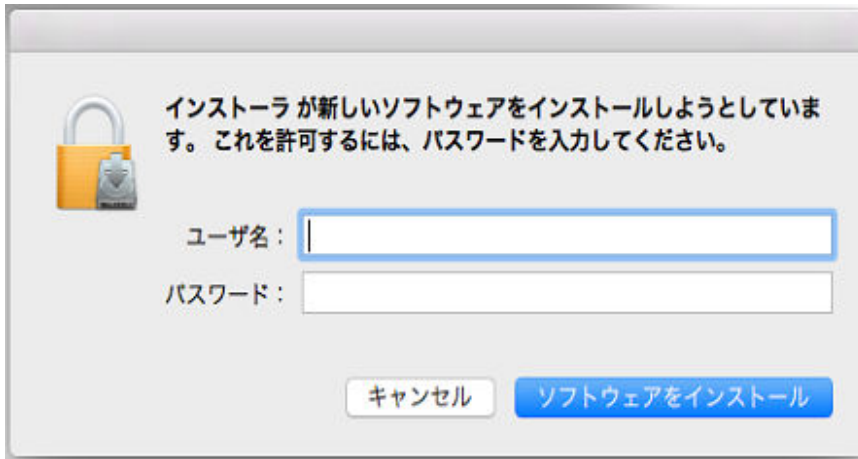 インストーラ が新しいソフトウェアをインストールしようとしていま
す。 これを許可するには、パスワードを入力してください。
ユーザ名：
パスワード：
キャンセル
ソフトウェアをインストール